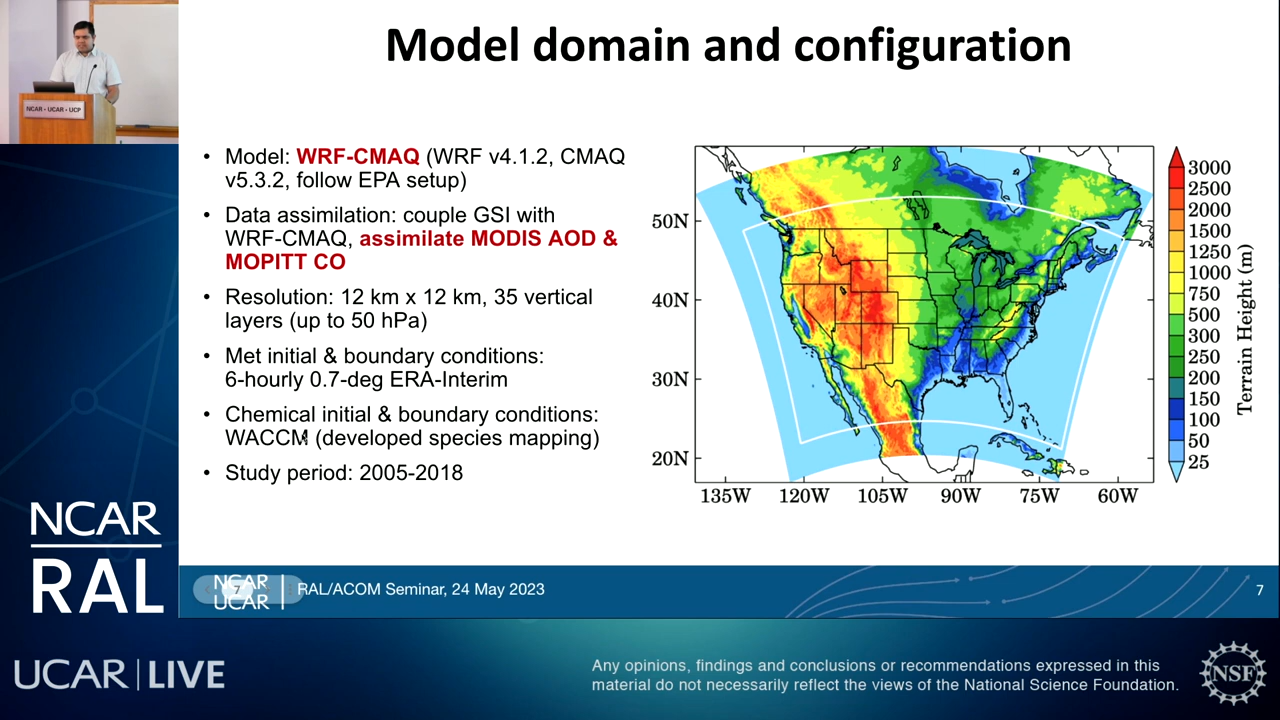 Model domain and configuration
NCAR • UCAR • UCP
• Model: WRF-CMAQ (WRF v4.1.2, CMAQ
v5.3.2, follow EPA setup)
• Data assimilation: couple GSI with
WRF-CMAQ, assimilate MODIS AOD &
MOPITT CO
• Resolution: 12 km x 12 km, 35 vertical
layers (up to 50 hPa)
• Met initial & boundary conditions:
6-hourly 0.7-deg ERA-Interim
• Chemical initial & boundary conditions:
WACCM (developed species mapping)
• Study period: 2005-2018
50N
40N
30N
20N
135W 120W 105W 90W 75W 60W
3000
2500
2000
1500
1250
1000
750
500
300
250
200
150
100
50
25
Terrain Height (m)
NCAR
RAL
NCAR
UCAR
7
RAL/ACOM Seminar, 24 May 2023
7
UCAR | LIVE
Any opinions, findings and conclusions or recommendations expressed in this
material do not necessarily reflect the views of the National Science Foundation.
NSF